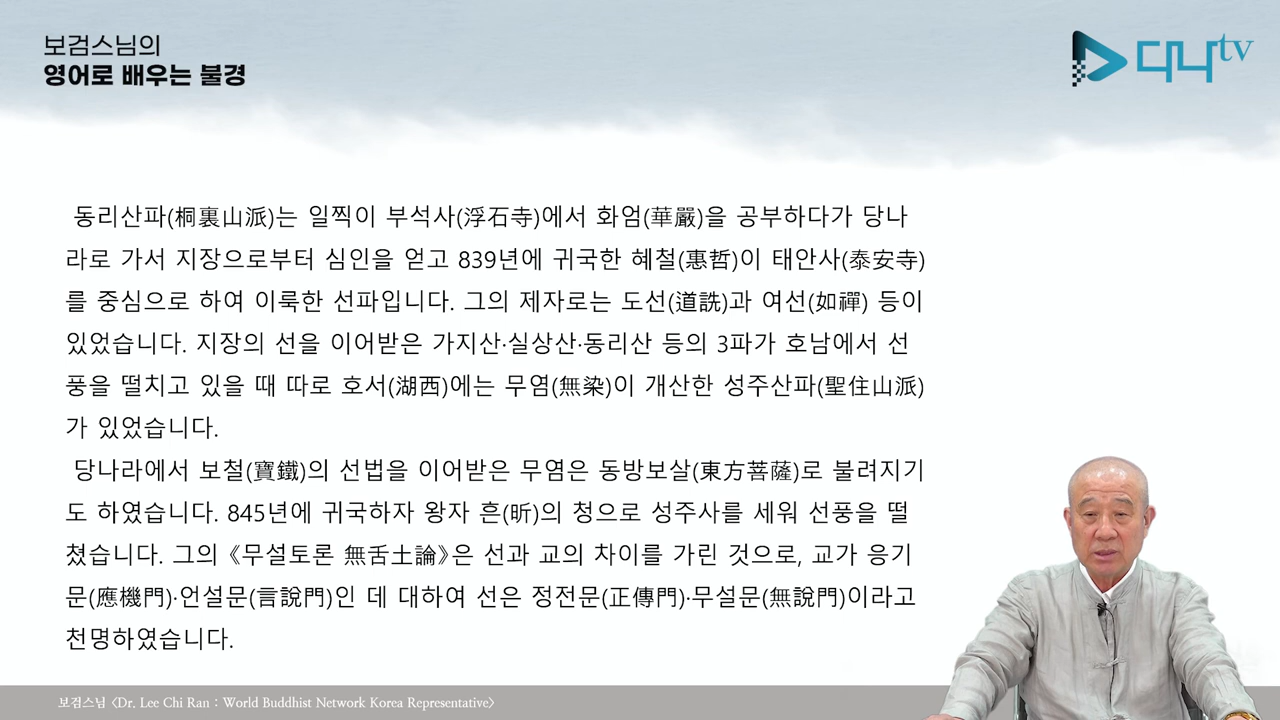 보검스님의
영어로 배우는 불경
다나tv
동리산파(桐裏山派)는 일찍이 부석사(浮石寺)에서 화엄(華嚴)을 공부하다가 당나
라로 가서 지장으로부터 심인을 얻고 839년에 귀국한 혜철(惠哲)이 태안사(泰安寺)
를 중심으로 하여 이룩한 선파입니다. 그의 제자로는 도선(道詵)과 여선(如禪) 등이
있었습니다. 지장의 선을 이어받은 가지산·실상산·동리산 등의 3파가 호남에서 선
풍을 떨치고 있을 때 따로 호서(湖西)에는 무염(無染)이 개산한 성주산파(聖住山派)
가 있었습니다.
당나라에서 보철(寶鐵)의 선법을 이어받은 무염은 동방보살(東方菩薩)로 불려지기
도 하였습니다. 845년에 귀국하자 왕자 흔(昕)의 청으로 성주사를 세워 선풍을 떨
쳤습니다. 그의 《무설토론 無舌土論》은 선과 교의 차이를 가린 것으로, 교가 응기
문(應機門)·언설문(言說門)인 데 대하여 선은 정전문(正傳門)·무설문(無說門)이라고
천명하였습니다.
보검스님 <Dr. Lee Chi Ran : World Buddhist Network Korea Representative>